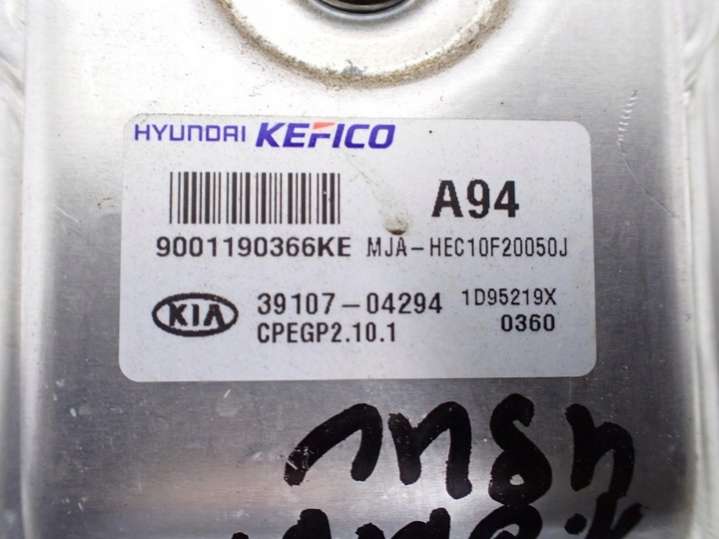 HYUNDAI KEFICO
A94
9001190366KE MJA-HEC10F20050J
KIA 39107-04294 1D95219X
CPEGP2.10.1 0360